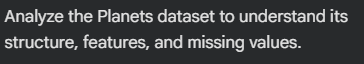 Analyze the Planets dataset to understand its
structure, features, and missing values.